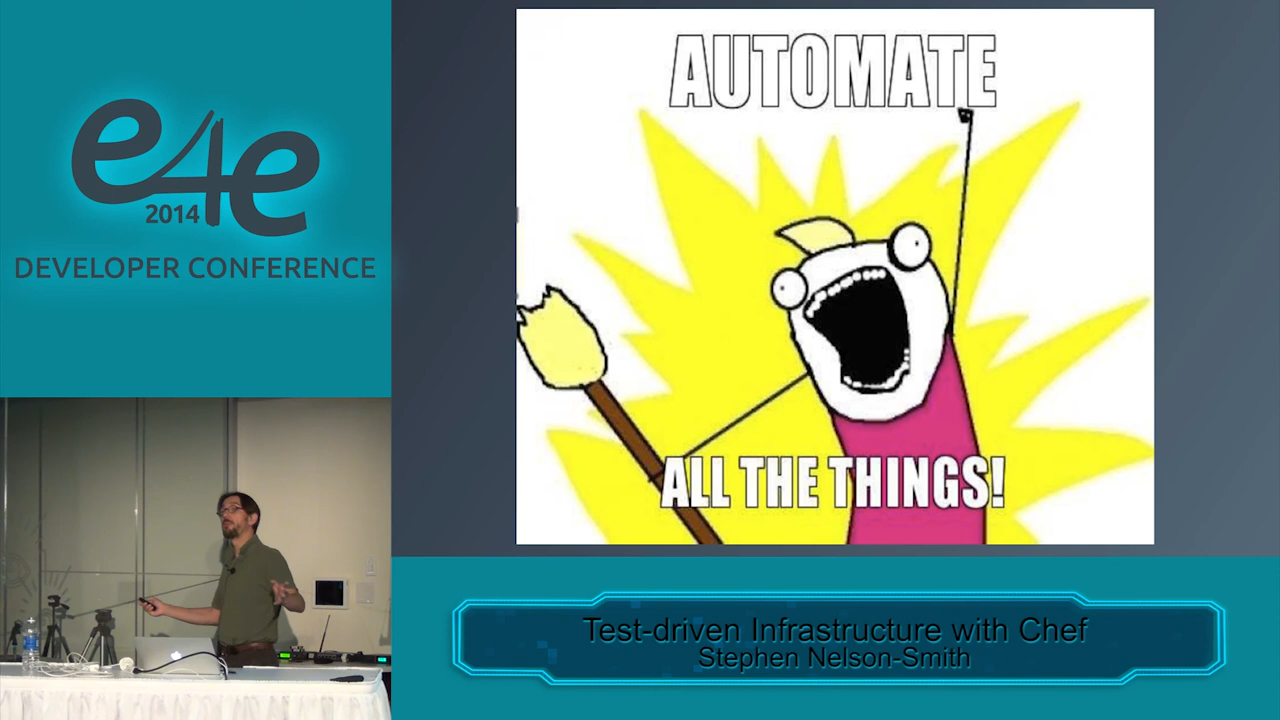 e4e
2014
DEVELOPER CONFERENCE
AUTOMATE
ALL THE THINGS!
Test-driven Infrastructure with Chef
Stephen Nelson-Smith